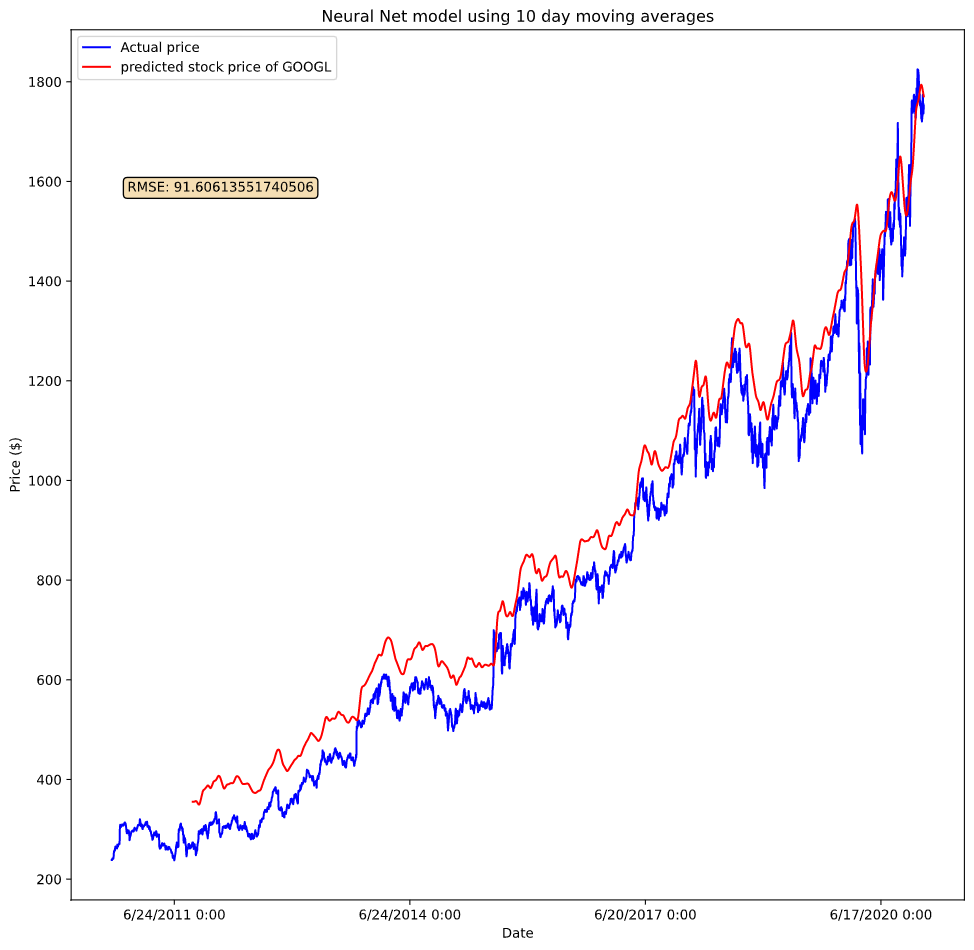 Neural Net model using 10 day moving averages
Actual price
predicted stock price of GOOGL
RMSE: 91.60613551740506
Price ($)
1800
1600
1400
1200
1000
800
600
400
200
6/24/2011 0:00
6/24/2014 0:00
6/20/2017 0:00
6/17/2020 0:00
Date